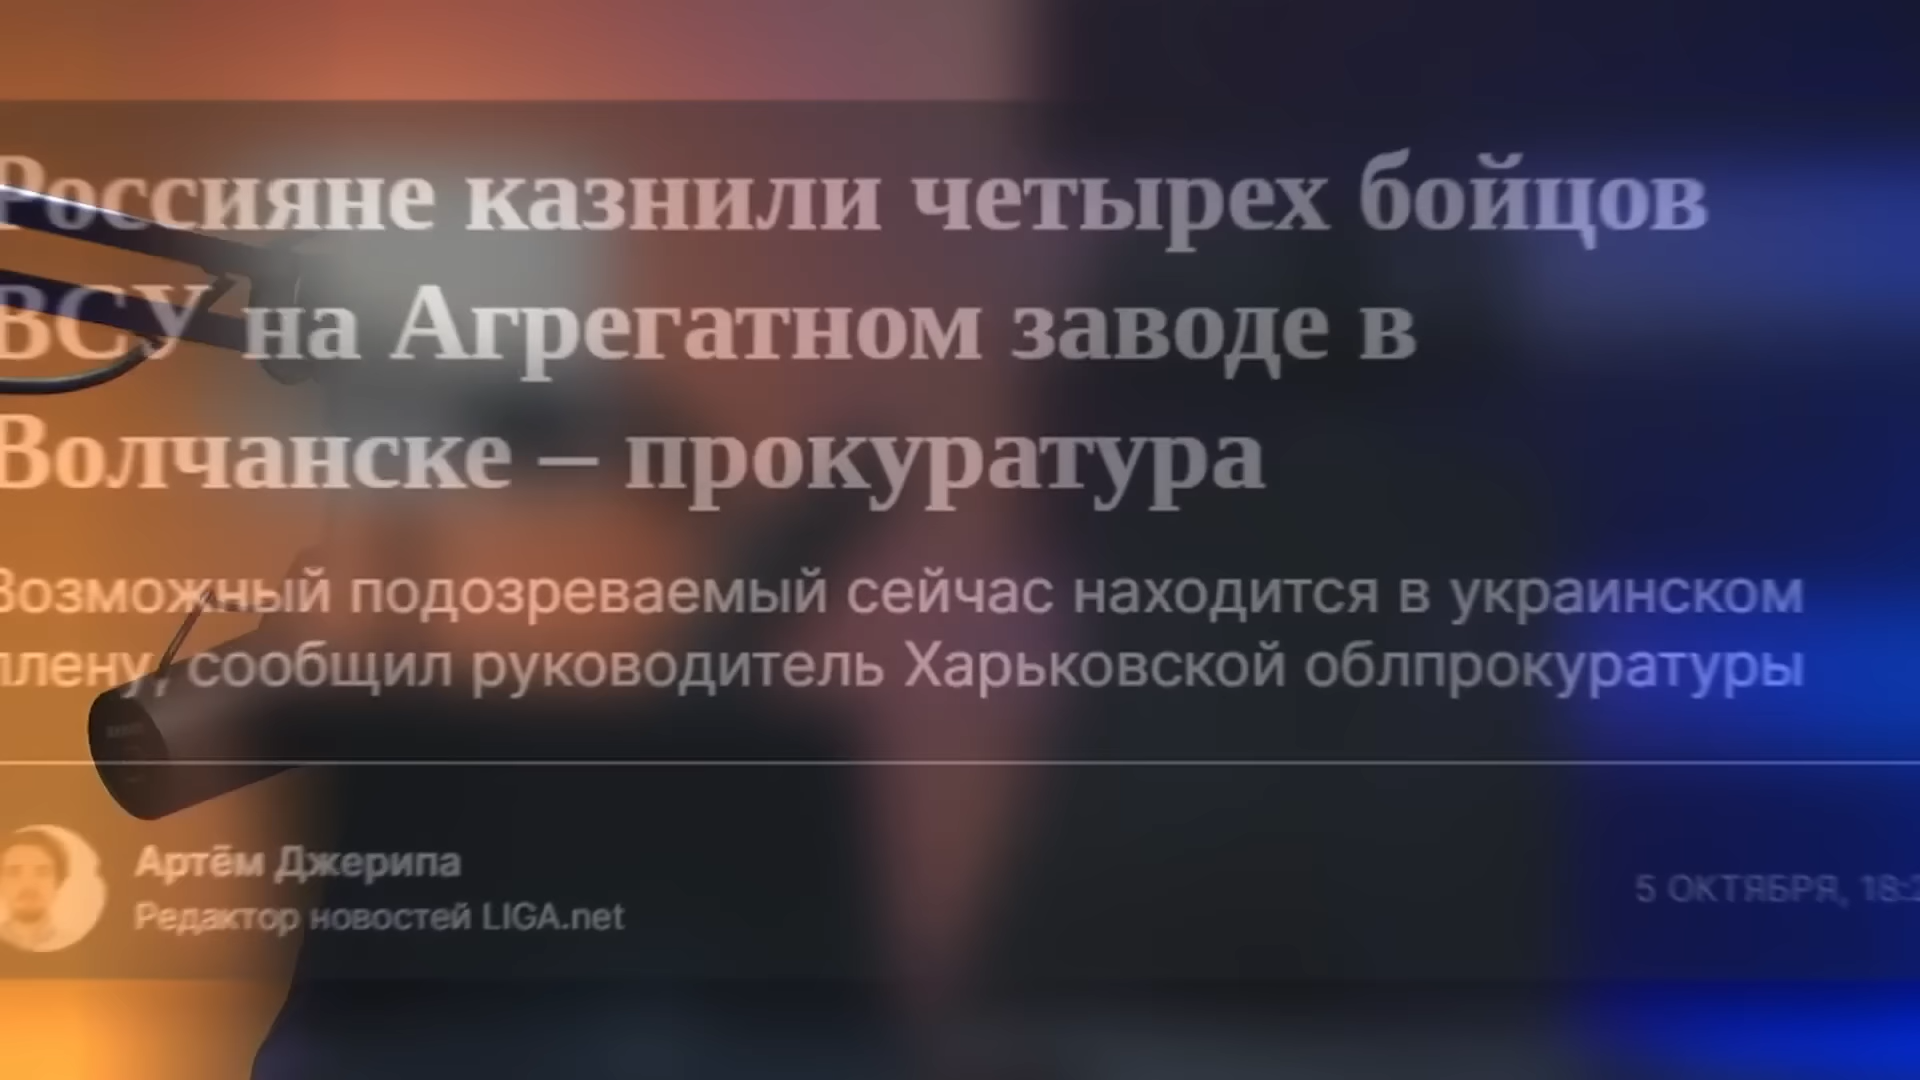 Россияне казнили четырех бойцов
ВСУ на Агрегатном заводе в
Волчанске – прокуратура
Возможный подозреваемый сейчас находится в украинском
плену, сообщил руководитель Харьковской облпрокуратуры
Артём Джерипа
Редактор новостей LIGA.net
5 ОКТЯБРЯ,